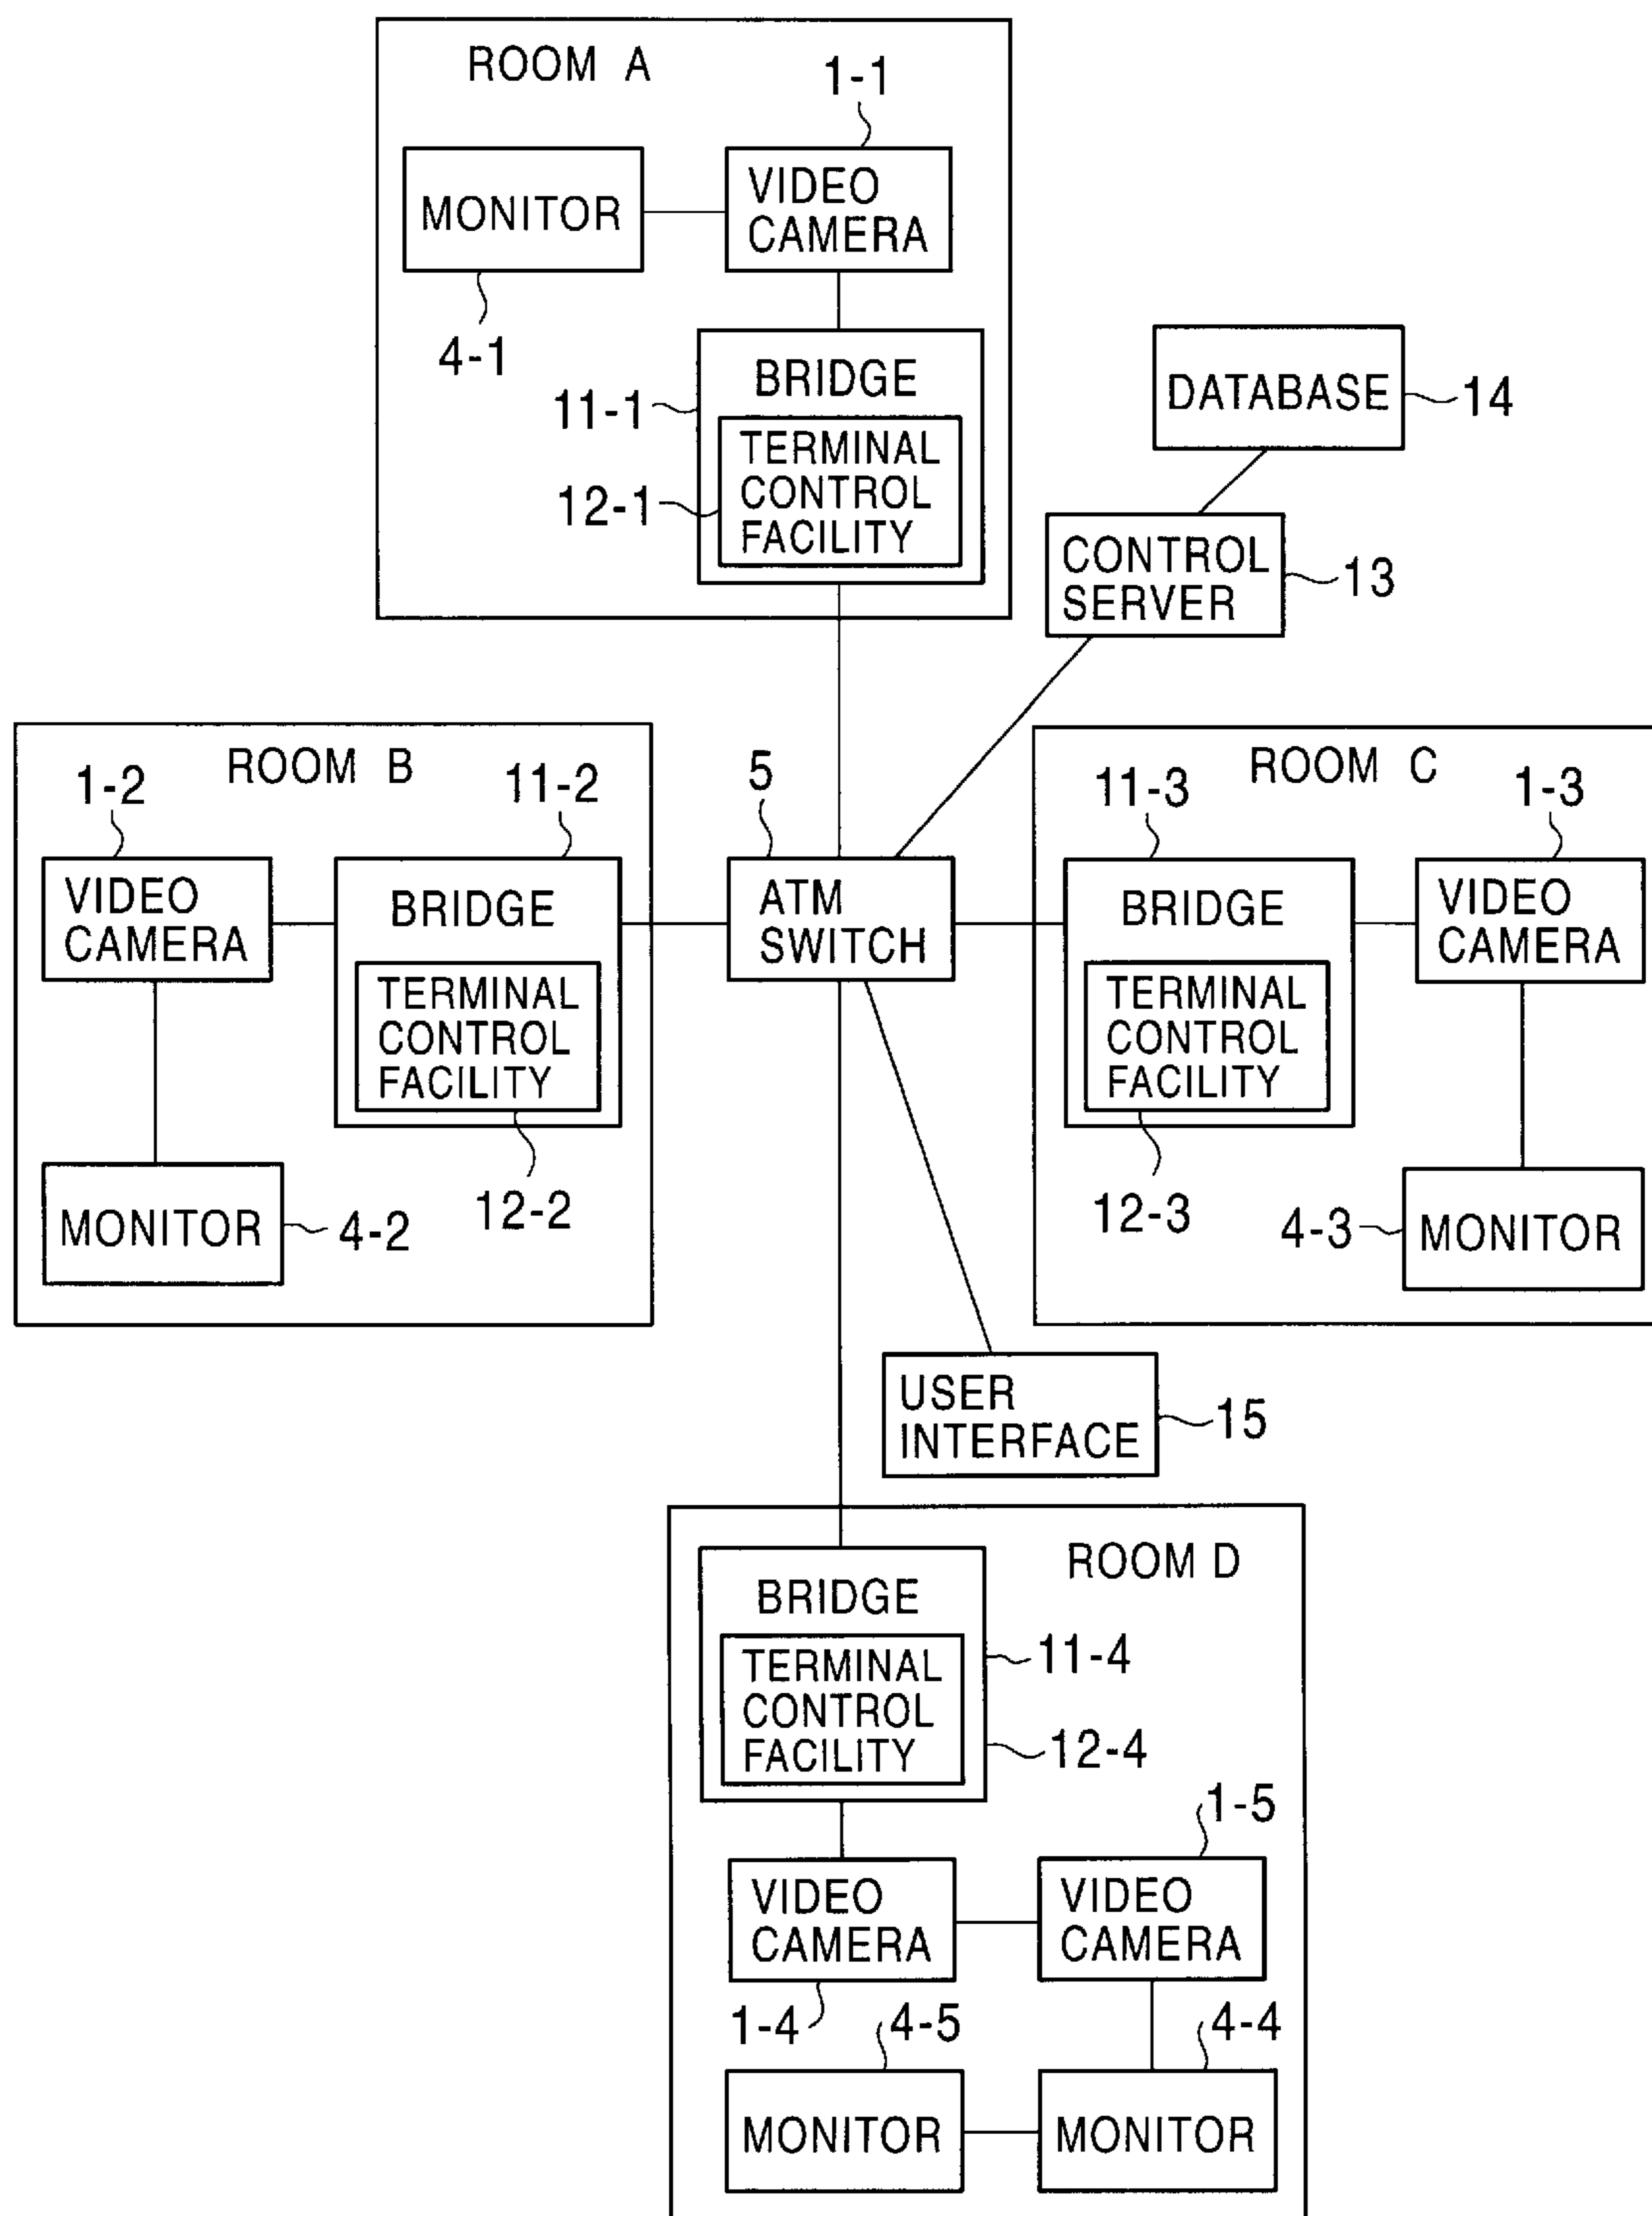 ROOM A
1-1
MONITOR
VIDEO
CAMERA
4-1
BRIDGE
11-1
TERMINAL
CONTROL
FACILITY
12-1
DATABASE
14
CONTROL
SERVER
13
ROOM B
1-2
11-2
VIDEO
CAMERA
BRIDGE
TERMINAL
CONTROL
FACILITY
12-2
MONITOR
4-2
5
ATM
SWITCH
ROOM C
11-3
1-3
BRIDGE
VIDEO
CAMERA
TERMINAL
CONTROL
FACILITY
12-3
4-3
MONITOR
USER
INTERFACE
15
ROOM D
BRIDGE
11-4
TERMINAL
CONTROL
FACILITY
12-4
1-5
VIDEO
CAMERA
VIDEO
CAMERA
1-4
4-5
4-4
MONITOR
MONITOR